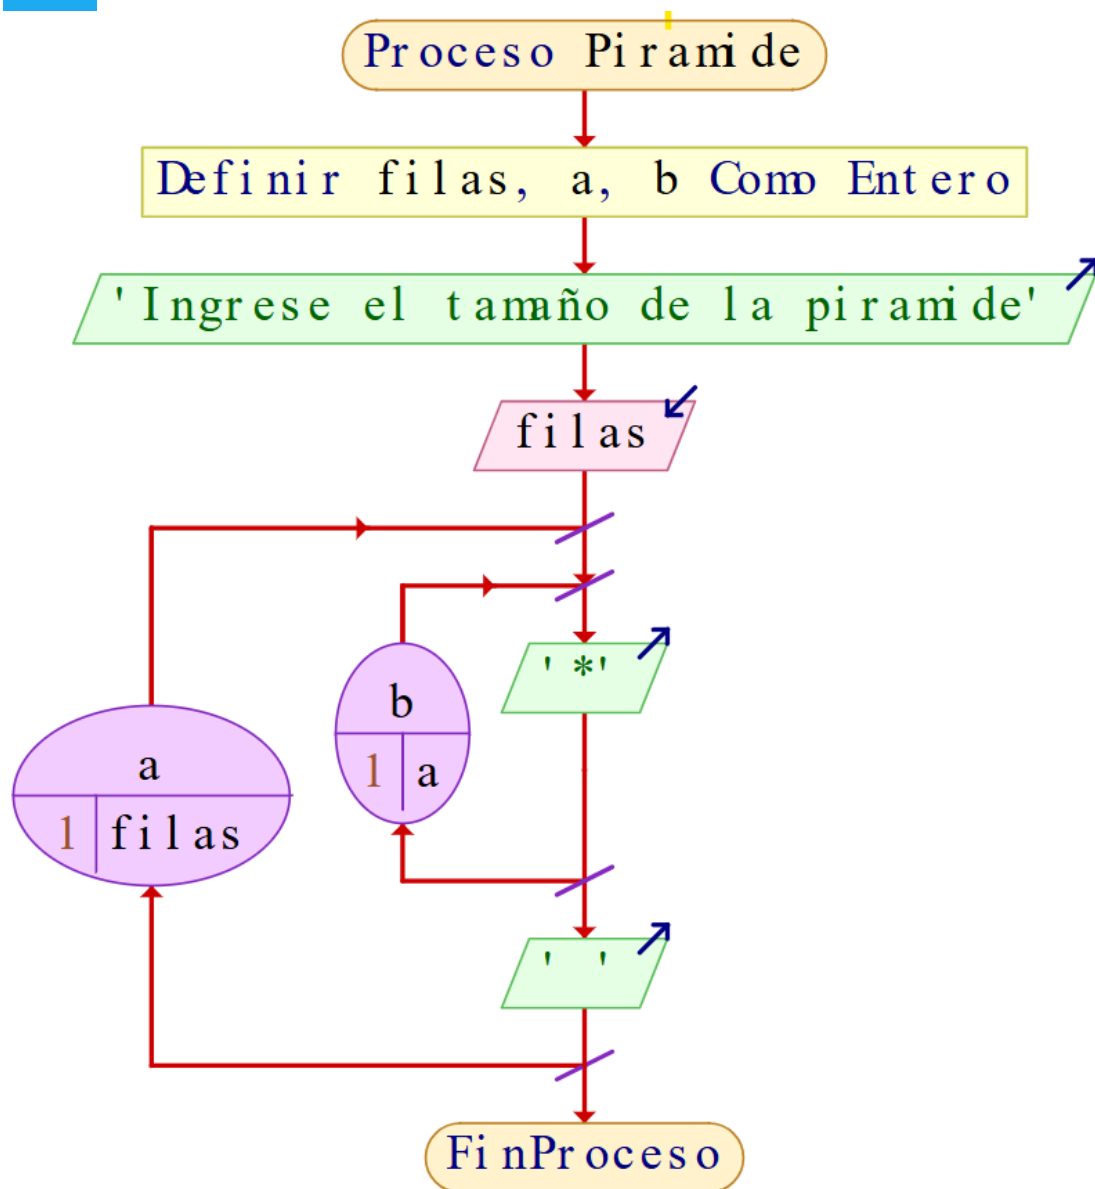 Proceso Piramide
Definir filas, a, b Como Entero
'Ingrese el tamaño de la piramide'
filas
'*'
b
1 a
a
1 filas
' '
FinProceso